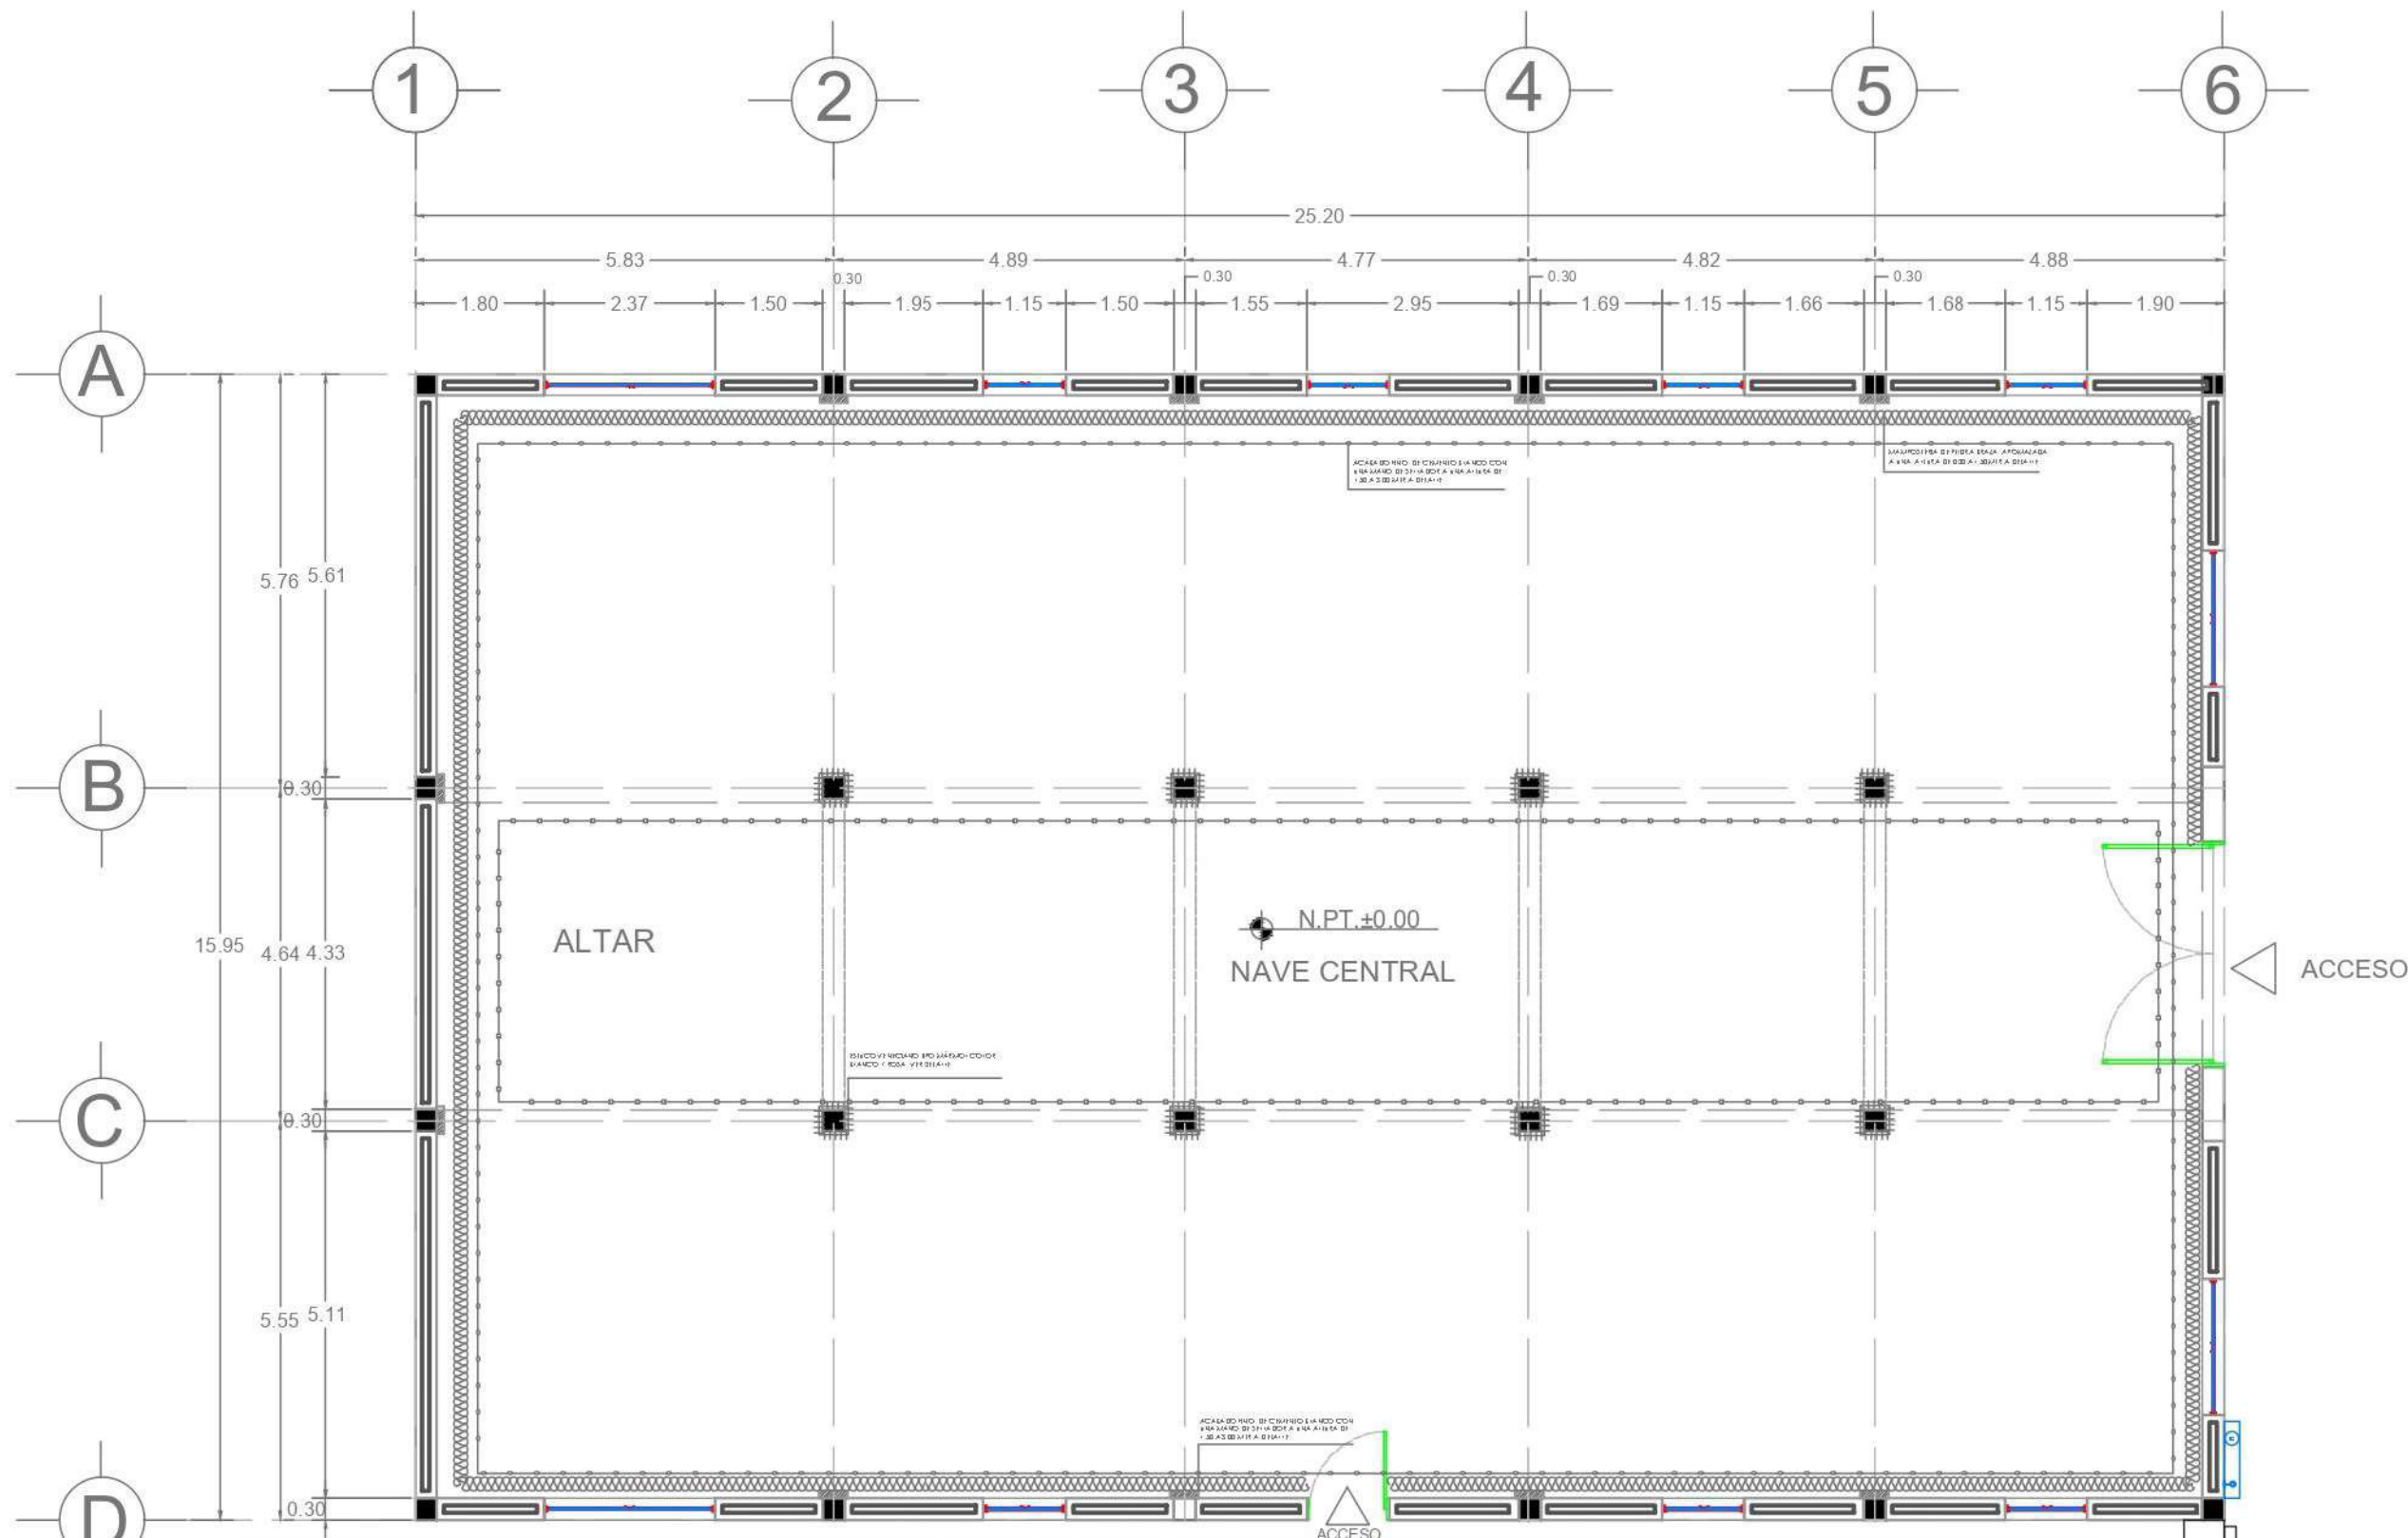 1 2 3 4 5 6
25.20
5.83 4.89 4.77 4.82 4.88
0.30 0.30 0.30 0.30
1.80 2.37 1.50 1.95 1.15 1.50 1.55 2.95 1.69 1.15 1.66 1.68 1.15 1.90
A
5.76 5.61
B
0.30
ALTAR
N.PT.±0.00
15.95 4.64 4.33
NAVE CENTRAL
ACCESO
C
0.30
5.55 5.11
0.30
D
ACCESO